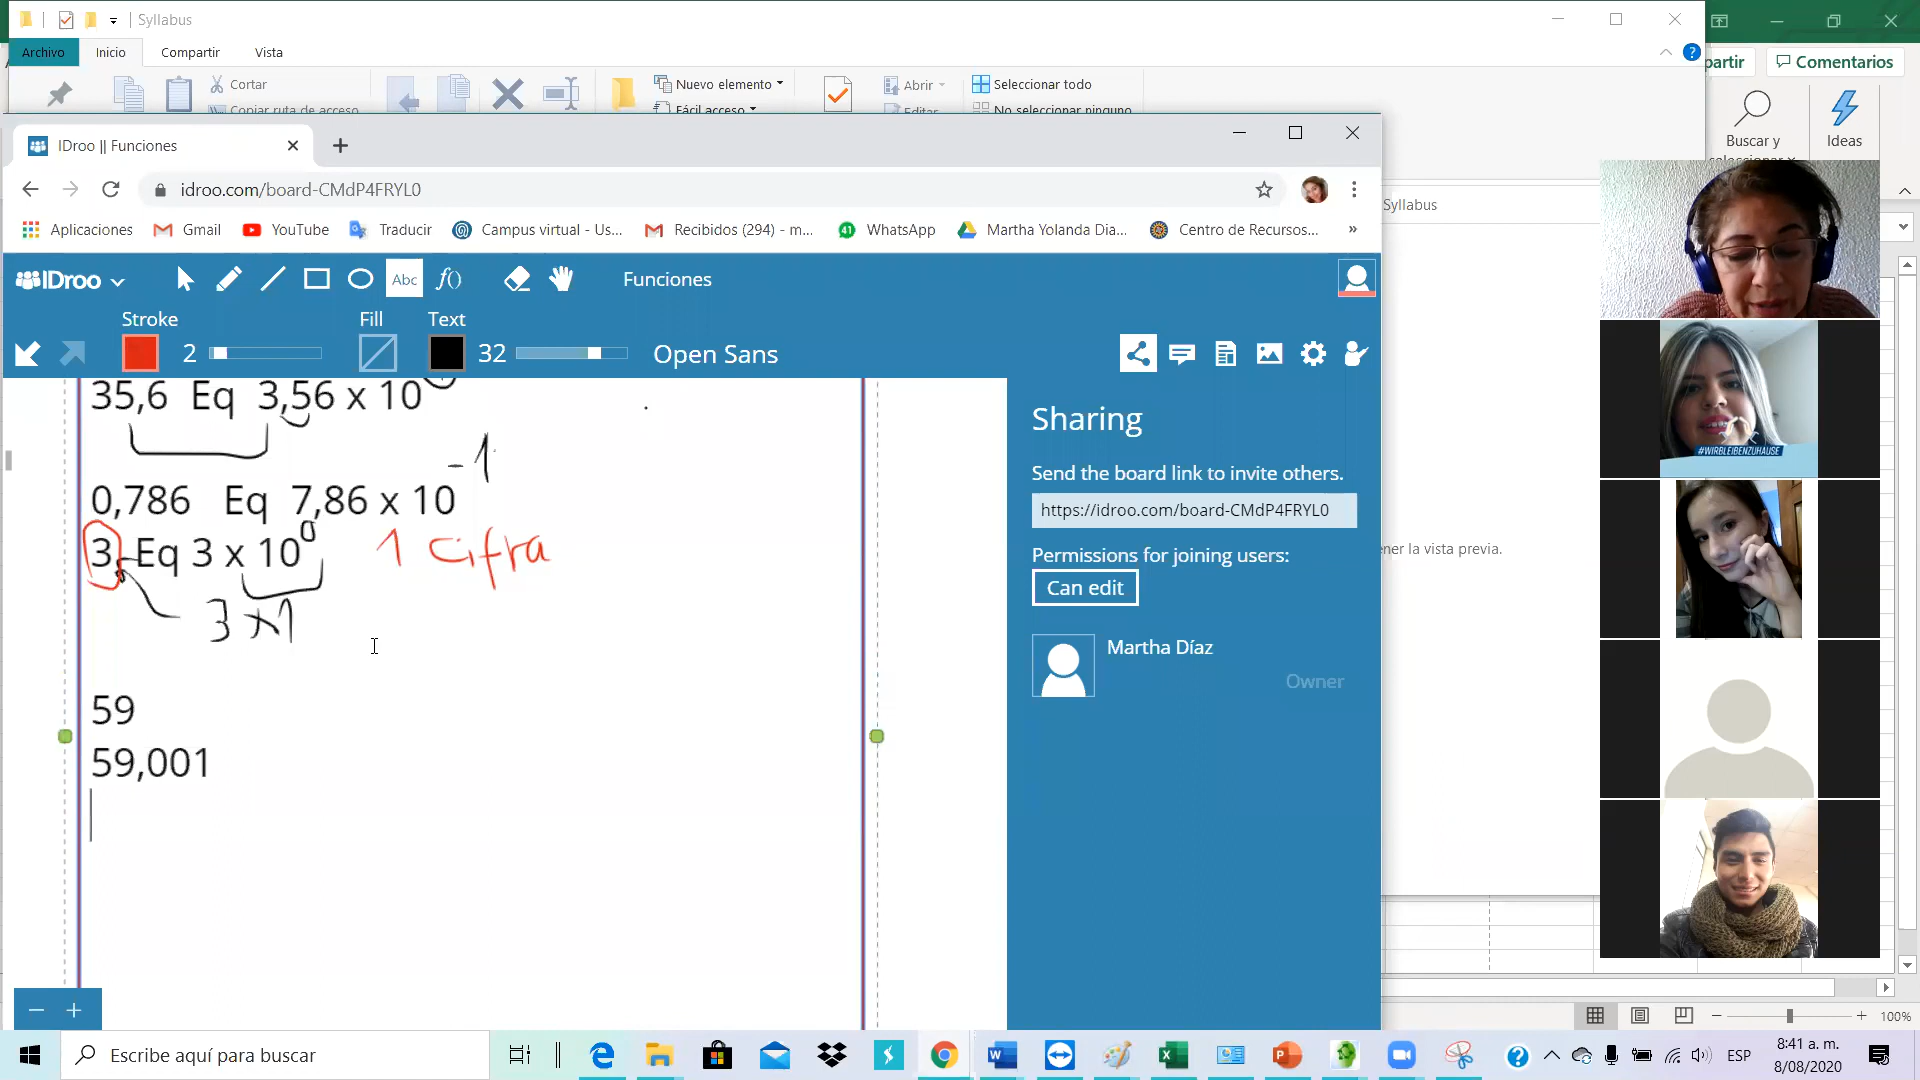 Syllabus
Archivo Inicio Compartir Vista
Cortar
Copiar ruta de acceso
Nuevo elemento
Fácil acceso
Abrir
Editar
Seleccionar todo
No seleccionar ninguno
partir Comentarios
Buscar y
seleccionar
Ideas
IDroo || Funciones
idroo.com/board-CMdP4FRYL0
Aplicaciones Gmail YouTube Traducir Campus virtual - Us... Recibidos (294) - m... 41 WhatsApp Martha Yolanda Dia... Centro de Recursos... »
Syllabus
IDroo Abc f() Funciones
Stroke Fill Text
2 32 Open Sans
35,6 Eq 3,56 x 10
-1
0,786 Eq 7,86 x 10
3, Eq 3 x 10 0 1 cifra
3 x 1
59
59,001
Sharing
Send the board link to invite others.
https://idroo.com/board-CMdP4FRYL0
Permissions for joining users:
Can edit
Martha Díaz
Owner
ner la vista previa.
#WIRBLEIBENZUHAUSE
100%
Escribe aquí para buscar
ESP
8:41 a. m.
8/08/2020